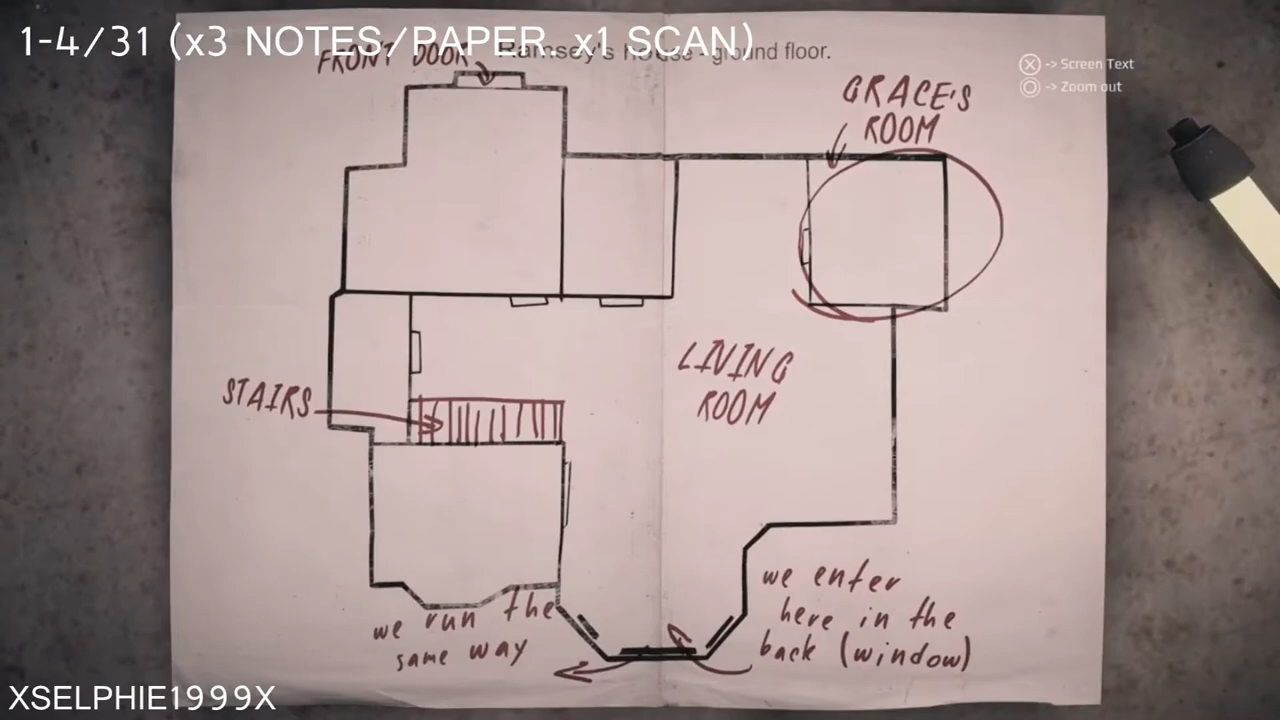 1-4/31 (x3 NOTES/PAPER. x1 SCAN)
FRONT DOOR
Ramsey's house - ground floor.
-> Screen Text
-> Zoom out
GRACE'S
ROOM
LIVING
ROOM
STAIRS
we enter
here in the
back (window)
we run the
same way
XSELPHIE1999X